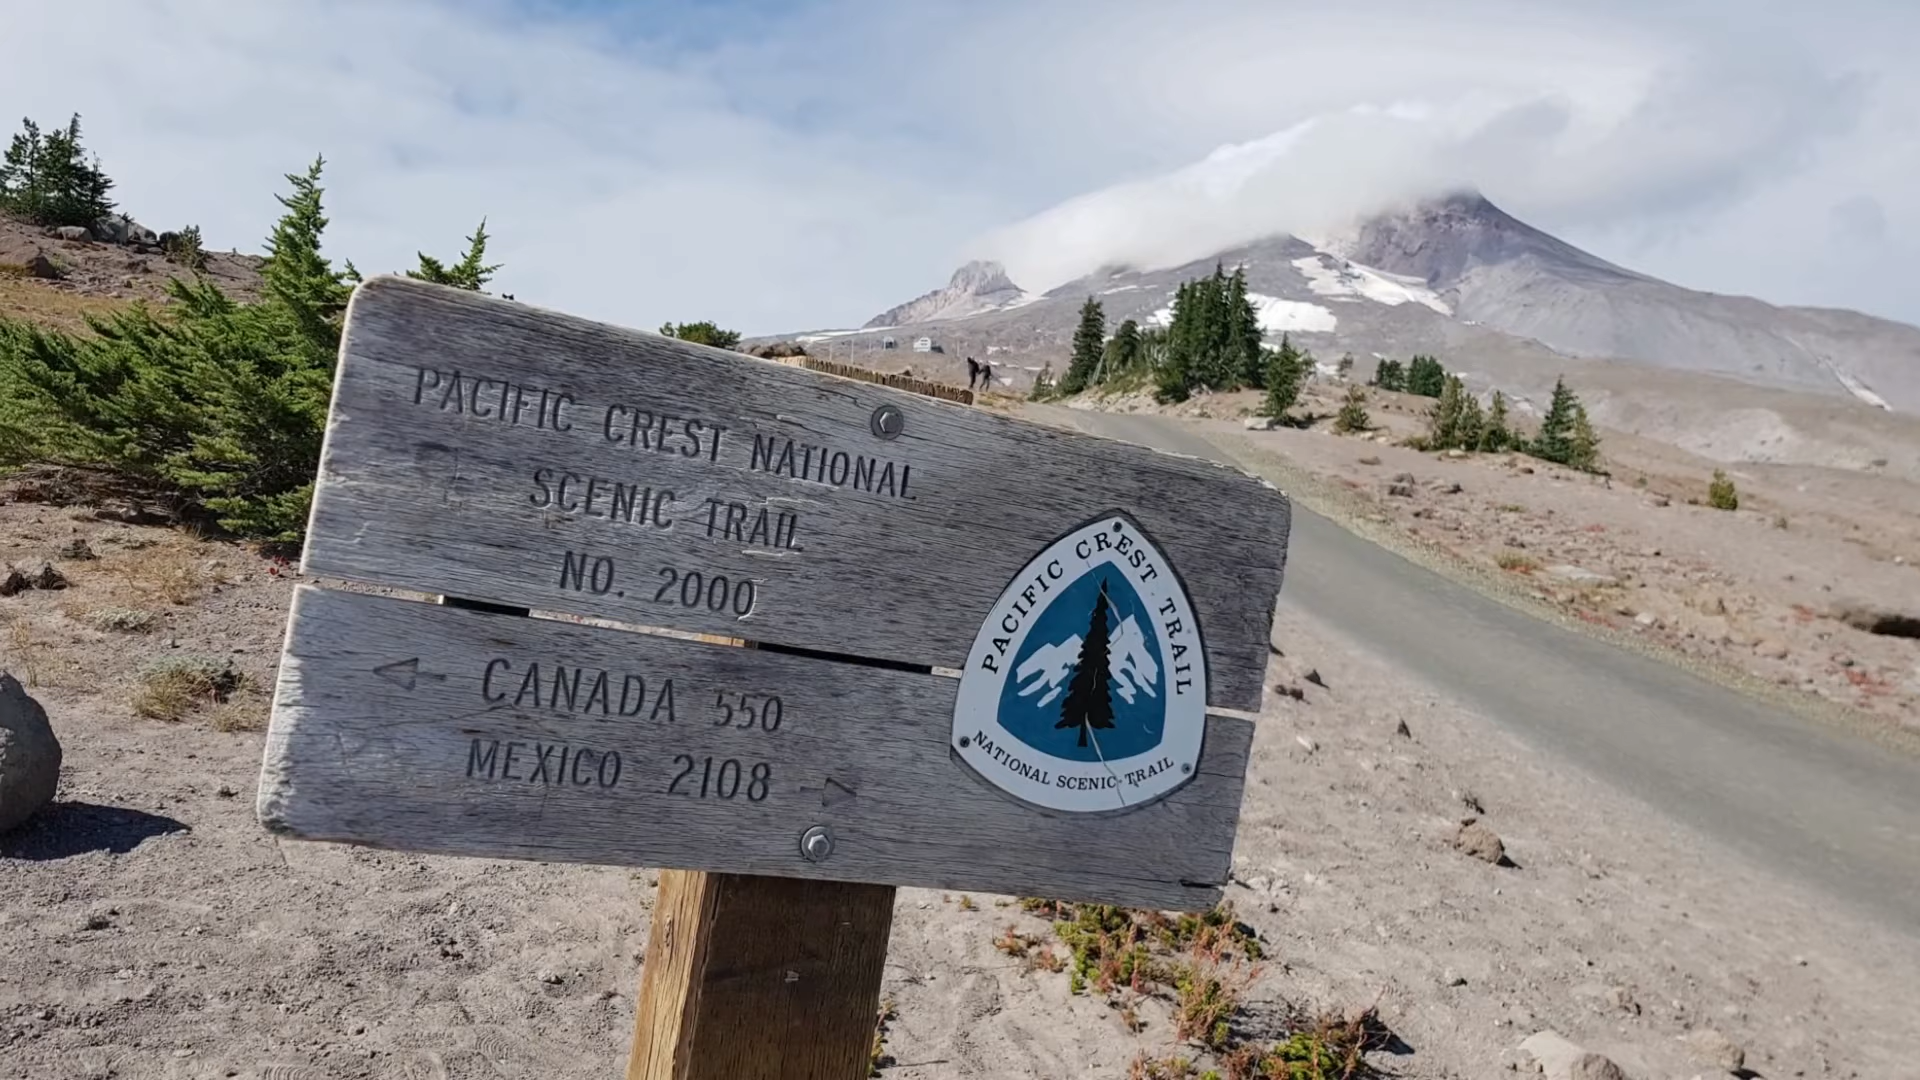 PACIFIC CREST NATIONAL
SCENIC TRAIL
NO. 2000
CANADA 550
MEXICO 2108
PACIFIC CREST TRAIL
NATIONAL SCENIC TRAIL